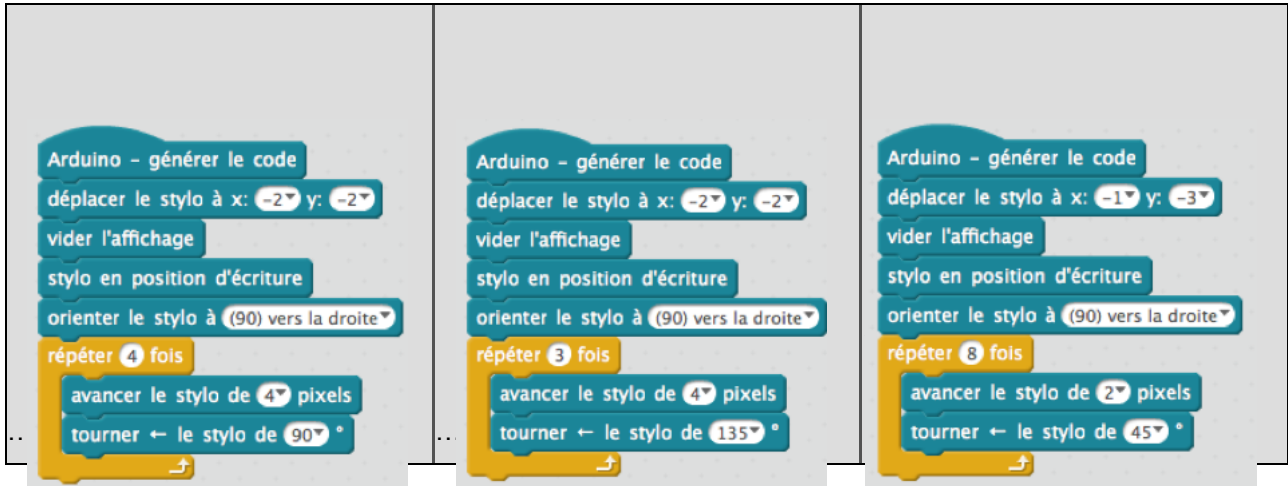 Arduino – générer le code
déplacer le stylo à x: -2 y: -2
vider l'affichage
stylo en position d'écriture
orienter le stylo à (90) vers la droite
répéter 4 fois
avancer le stylo de 4 pixels
tourner ← le stylo de 90 °
..
Arduino – générer le code
déplacer le stylo à x: -2 y: -2
vider l'affichage
stylo en position d'écriture
orienter le stylo à (90) vers la droite
répéter 3 fois
avancer le stylo de 4 pixels
tourner ← le stylo de 135 °
...
Arduino – générer le code
déplacer le stylo à x: -1 y: -3
vider l'affichage
stylo en position d'écriture
orienter le stylo à (90) vers la droite
répéter 8 fois
avancer le stylo de 2 pixels
tourner ← le stylo de 45 °